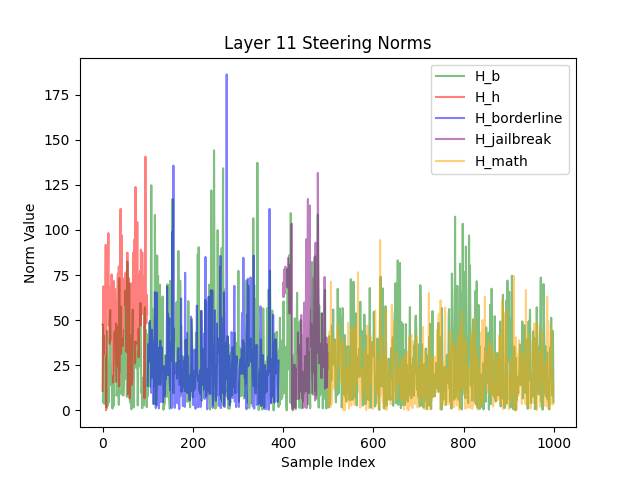 Layer 11 Steering Norms
Norm Value
175
150
125
100
75
50
25
0
H_b
H_h
H_borderline
H_jailbreak
H_math
0
200
400
600
800
1000
Sample Index